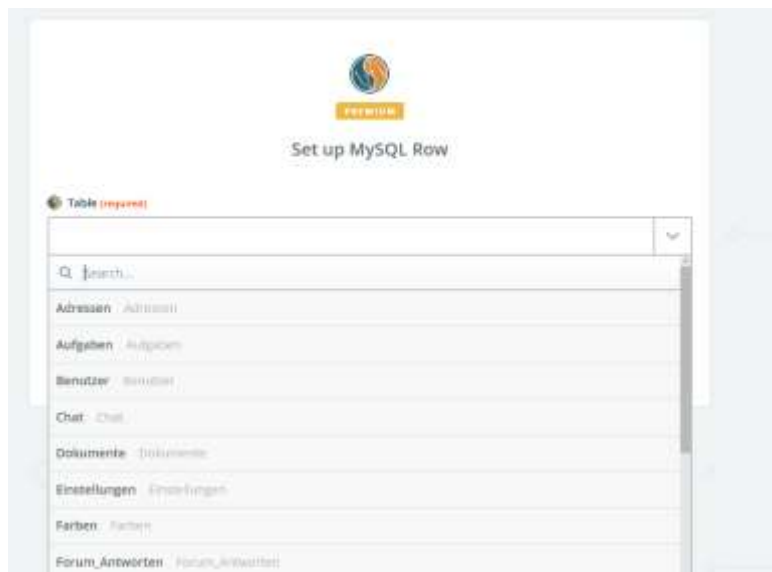 PREMIUM
Set up MySQL Row
Table (required)
Search...
Adressen Adressen
Aufgaben Aufgaben
Benutzer Benutzer
Chat Chat
Dokumente Dokumente
Einstellungen Einstellungen
Farben Farben
Forum_Antworten Forum_Antworten